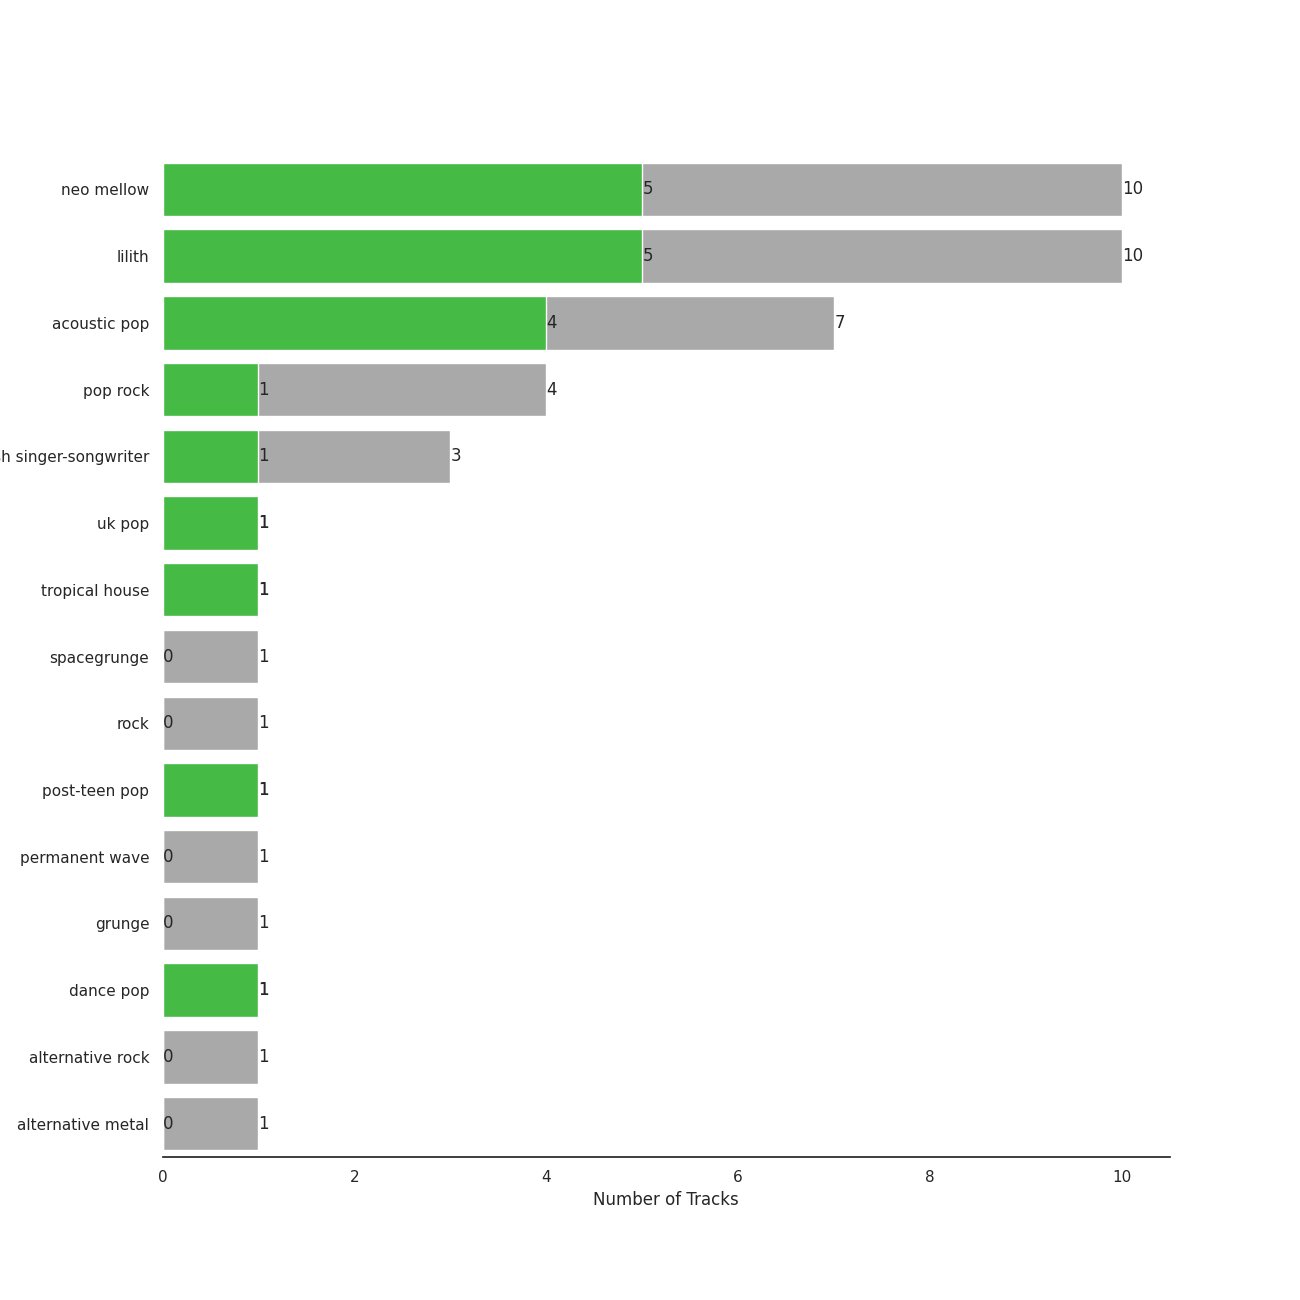 neo mellow 5 10
lilith 5 10
acoustic pop 4 7
pop rock 1 4
h singer-songwriter 1 3
uk pop 1
tropical house 1
spacegrunge 0 1
rock 0 1
post-teen pop 1
permanent wave 0 1
grunge 0 1
dance pop 1
alternative rock 0 1
alternative metal 0 1
0 2 4 6 8 10
Number of Tracks